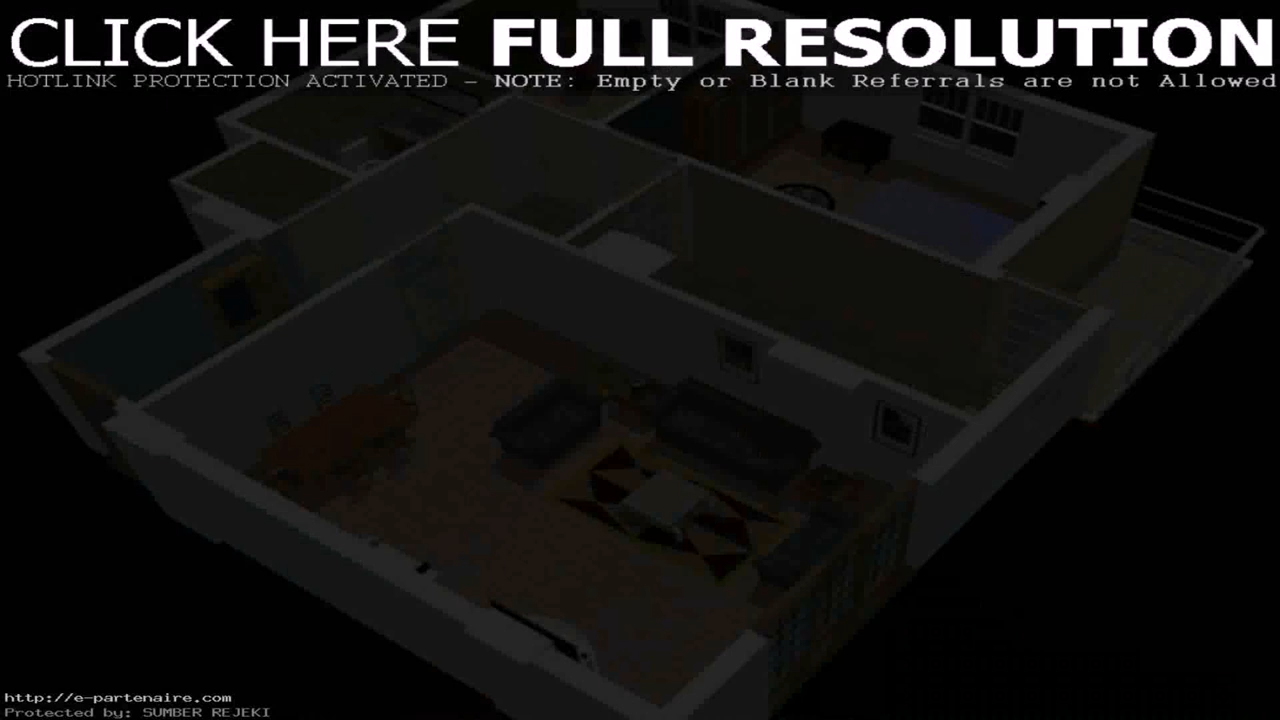 CLICK HERE FULL RESOLUTION
HOTLINK PROTECTION ACTIVATED – NOTE: Empty or Blank Referrals are not Allowed
http://e-partenaire.com
Protected by: SUMBER REJEKI